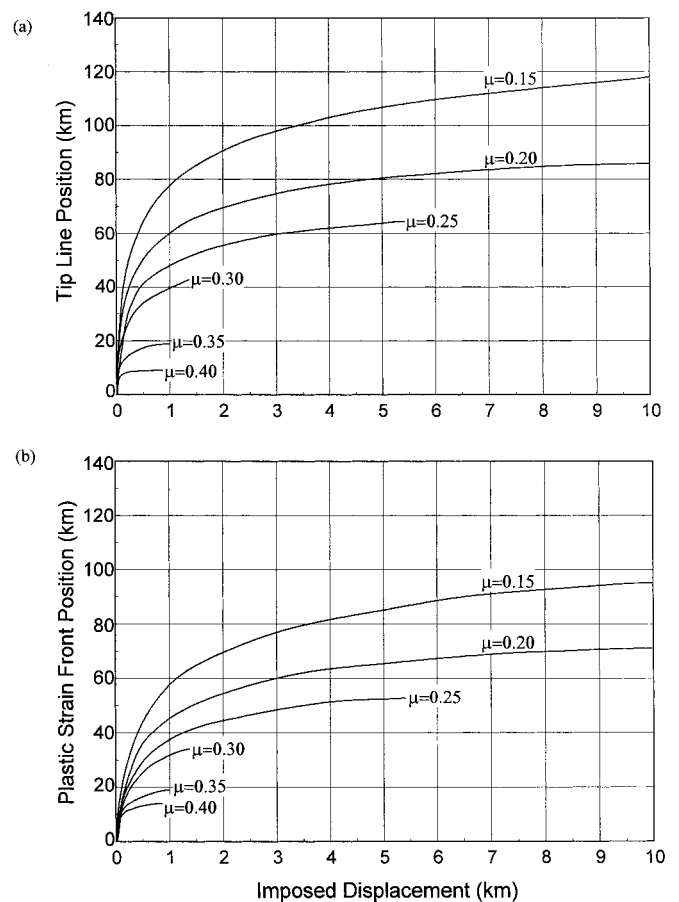 (a)
140
120
100
80
60
40
20
0
Tip Line Position (km)
μ=0.15
μ=0.20
μ=0.25
μ=0.30
μ=0.35
μ=0.40
0 1 2 3 4 5 6 7 8 9 10
(b)
140
120
100
80
60
40
20
0
Plastic Strain Front Position (km)
μ=0.15
μ=0.20
μ=0.25
μ=0.30
μ=0.35
μ=0.40
0 1 2 3 4 5 6 7 8 9 10
Imposed Displacement (km)